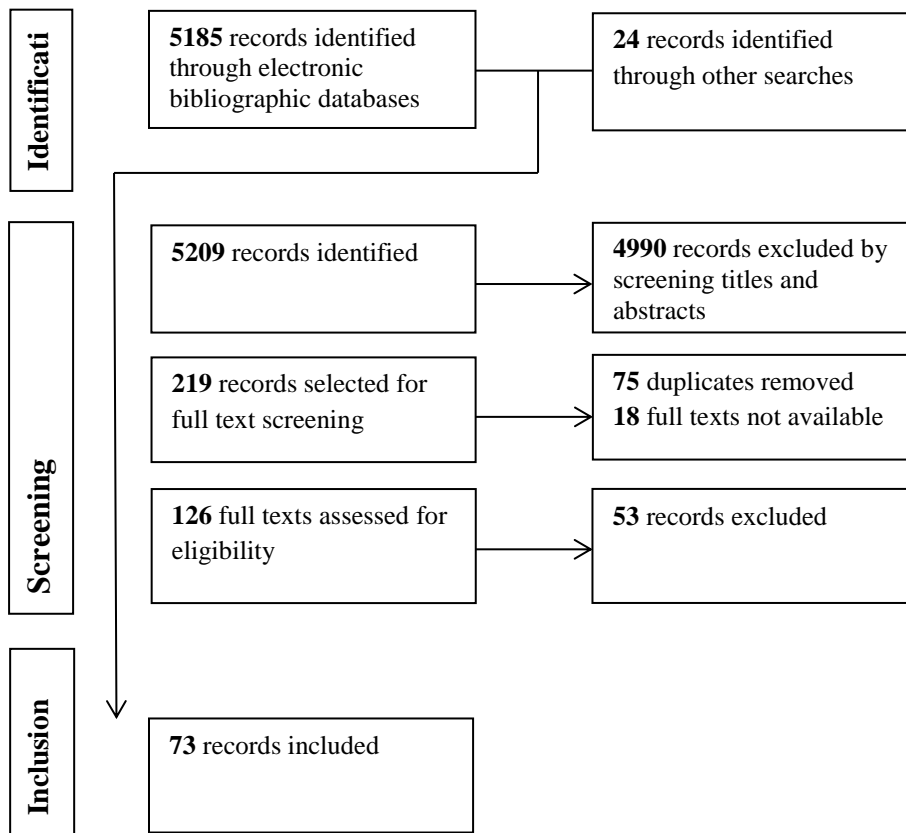 Identificati
5185 records identified
through electronic
bibliographic databases
24 records identified
through other searches
Screening
5209 records identified
4990 records excluded by
screening titles and
abstracts
219 records selected for
full text screening
75 duplicates removed
18 full texts not available
126 full texts assessed for
eligibility
53 records excluded
Inclusion
73 records included